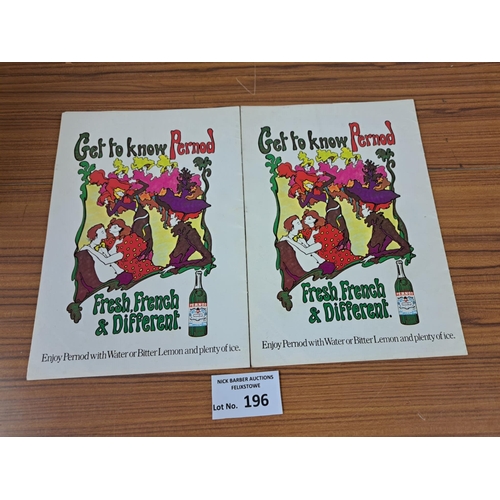 Get to know Pernod
Fresh, French
& Different.
Enjoy Pernod with Water or Bitter Lemon and plenty of ice.
Get to know Pernod
Fresh, French
& Different.
Enjoy Pernod with Water or Bitter Lemon and plenty of ice.
NICK BARBER AUCTIONS
FELIXSTOWE
Lot No. 196